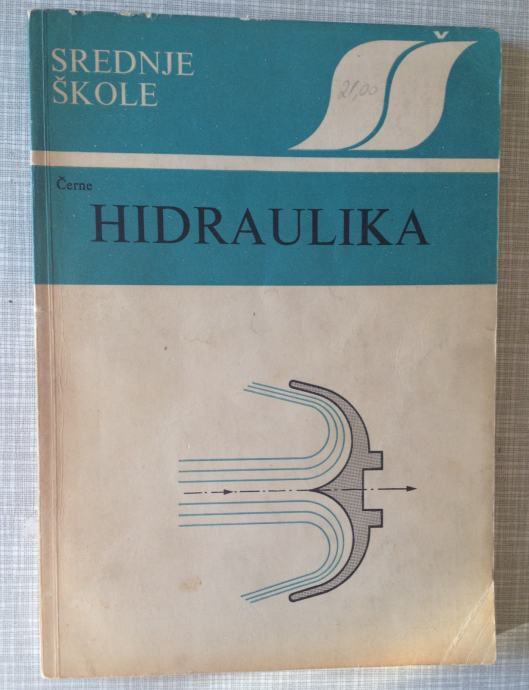 SREDNJE
ŠKOLE
21,00
Černe
HIDRAULIKA